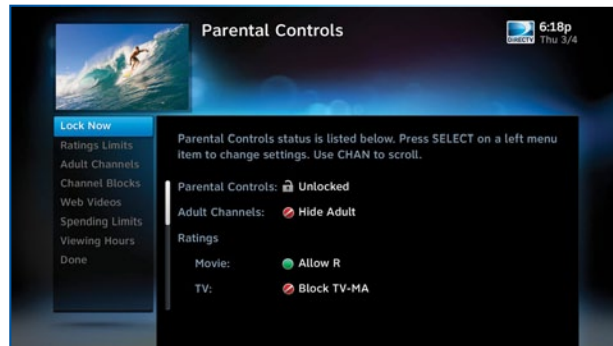 Parental Controls
DIRECTV
6:18p
Thu 3/4
Lock Now
Ratings Limits
Adult Channels
Channel Blocks
Web Videos
Spending Limits
Viewing Hours
Done
Parental Controls status is listed below. Press SELECT on a left menu
item to change settings. Use CHAN to scroll.
Parental Controls: Unlocked
Adult Channels: Hide Adult
Ratings
Movie: Allow R
TV: Block TV-MA